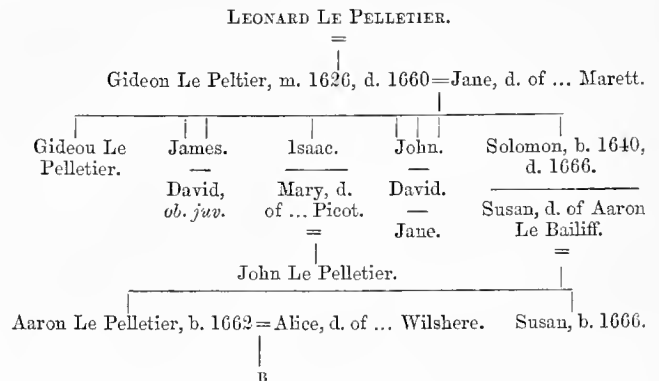 LEONARD LE PELLETIER.
=
Gideon Le Peltier, m. 1626, d. 1660=Jane, d. of ... Marett.
Gideou Le Pelletier.
James.
—
David,
ob. juv.
Isaac.
Mary, d.
of ... Picot.
=
John.
—
David.
—
Jane.
Solomon, b. 1640,
d. 1666.
Susan, d. of Aaron
Le Bailiff.
=
John Le Pelletier.
Aaron Le Pelletier, b. 1662=Alice, d. of ... Wilshere.
Susan, b. 1666.
B